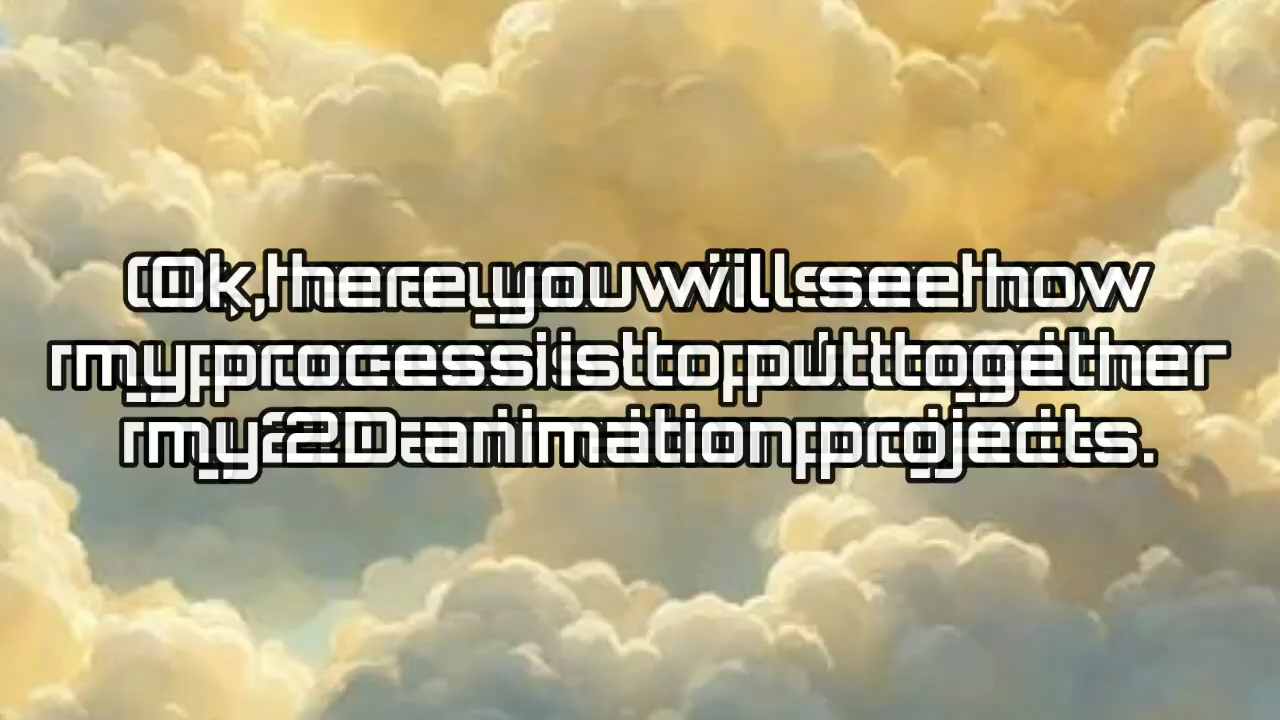 Ok, here you will see how
my process is to put together
my 2D animation projects.